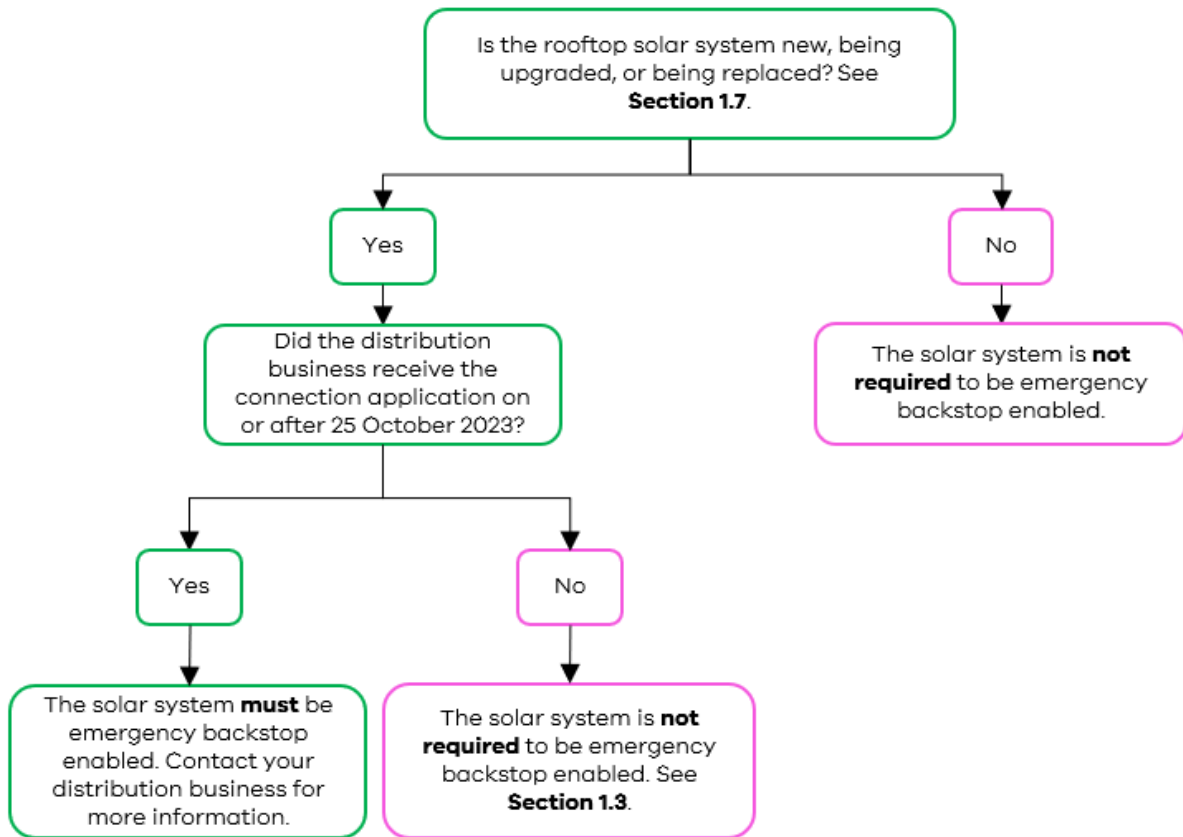 Is the rooftop solar system new, being
upgraded, or being replaced? See
Section 1.7.
Yes
No
Did the distribution
business receive the
connection application on
or after 25 October 2023?
The solar system is not
required to be emergency
backstop enabled.
Yes
No
The solar system must be
emergency backstop
enabled. Contact your
distribution business for
more information.
The solar system is not
required to be emergency
backstop enabled. See
Section 1.3.